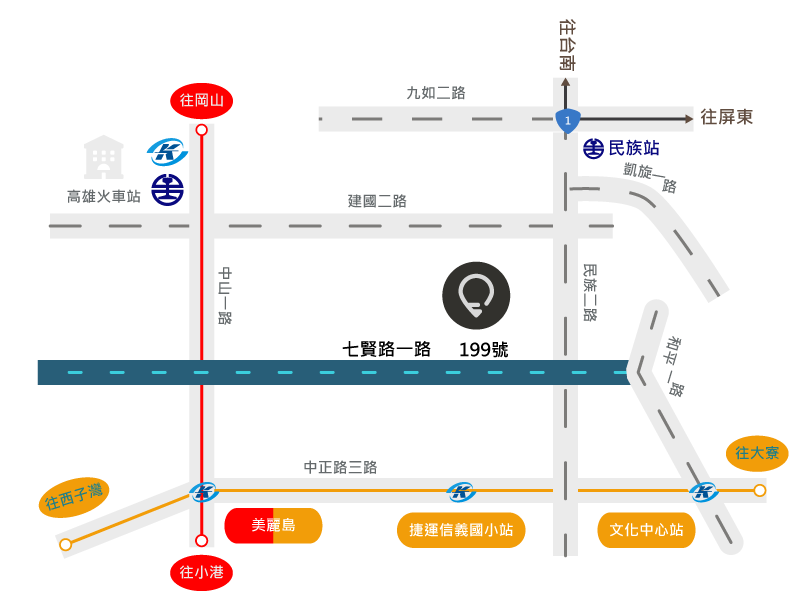 往台南
九如二路
往岡山
1
往屏東
民族站
凱旋一路
高雄火車站
建國二路
中山一路
民族二路
七賢路一路 199號
和平一路
往大寮
中正路三路
往西子灣
美麗島
捷運信義國小站
文化中心站
往小港